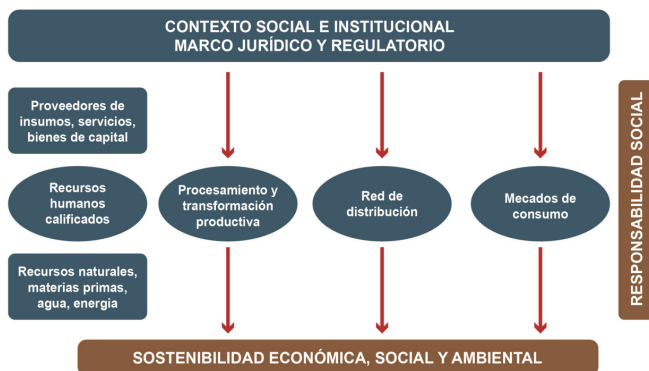 CONTEXTO SOCIAL E INSTITUCIONAL
MARCO JURÍDICO Y REGULATORIO
Proveedores de
insumos, servicios,
bienes de capital
Recursos
humanos
calificados
Procesamiento y
transformación
productiva
Red de
distribución
Mecados de
consumo
Recursos naturales,
materias primas,
agua, energia
RESPONSABILIDAD SOCIAL
SOSTENIBILIDAD ECONÓMICA, SOCIAL Y AMBIENTAL